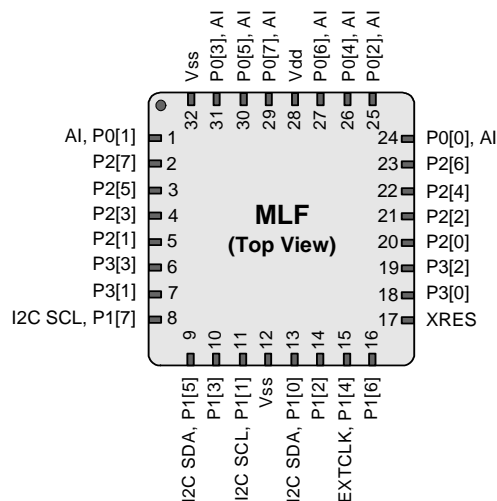 Vss
P0[3], AI
P0[5], AI
P0[7], AI
Vdd
P0[6], AI
P0[4], AI
P0[2], AI
32
31
30
29
28
27
26
25
AI, P0[1] 1
P2[7] 2
P2[5] 3
P2[3] 4
P2[1] 5
P3[3] 6
P3[1] 7
I2C SCL, P1[7] 8
MLF
(Top View)
24 P0[0], AI
23 P2[6]
22 P2[4]
21 P2[2]
20 P2[0]
19 P3[2]
18 P3[0]
17 XRES
9
10
11
12
13
14
15
16
I2C SDA, P1[5]
P1[3]
I2C SCL, P1[1]
Vss
I2C SDA, P1[0]
P1[2]
EXTCLK, P1[4]
P1[6]